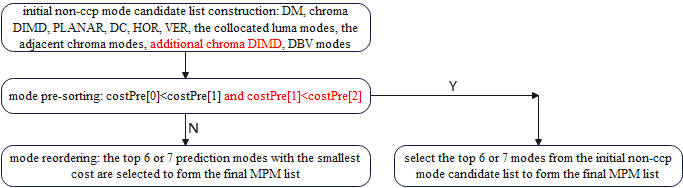 initial non-ccp mode candidate list construction: DM, chroma
DIMD, PLANAR, DC, HOR, VER, the collocated luma modes, the
adjacent chroma modes, additional chroma DIMD, DBV modes
mode pre-sorting: costPre[0]<costPre[1] and costPre[1]<costPre[2]
Y
N
mode reordering: the top 6 or 7 prediction modes with the smallest
cost are selected to form the final MPM list
select the top 6 or 7 modes from the initial non-ccp
mode candidate list to form the final MPM list